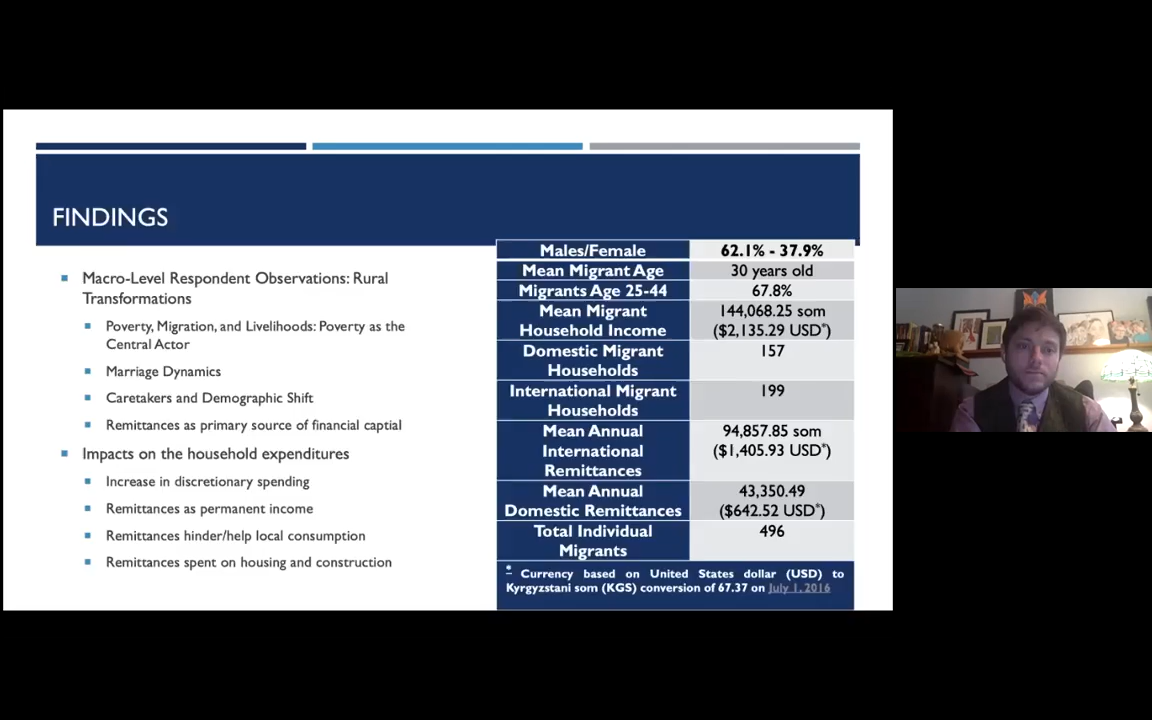 FINDINGS
Macro-Level Respondent Observations: Rural
Transformations
Poverty, Migration, and Livelihoods: Poverty as the
Central Actor
Marriage Dynamics
Caretakers and Demographic Shift
Remittances as primary source of financial captial
Impacts on the household expenditures
Increase in discretionary spending
Remittances as permanent income
Remittances hinder/help local consumption
Remittances spent on housing and construction
Males/Female 62.1% - 37.9%
Mean Migrant Age 30 years old
Migrants Age 25-44 67.8%
Mean Migrant 144,068.25 som
Household Income ($2,135.29 USD*)
Domestic Migrant 157
Households
International Migrant 199
Households
Mean Annual 94,857.85 som
International ($1,405.93 USD*)
Remittances
Mean Annual 43,350.49
Domestic Remittances ($642.52 USD*)
Total Individual 496
Migrants
* Currency based on United States dollar (USD) to
Kyrgyzstani som (KGS) conversion of 67.37 on July 1, 2016